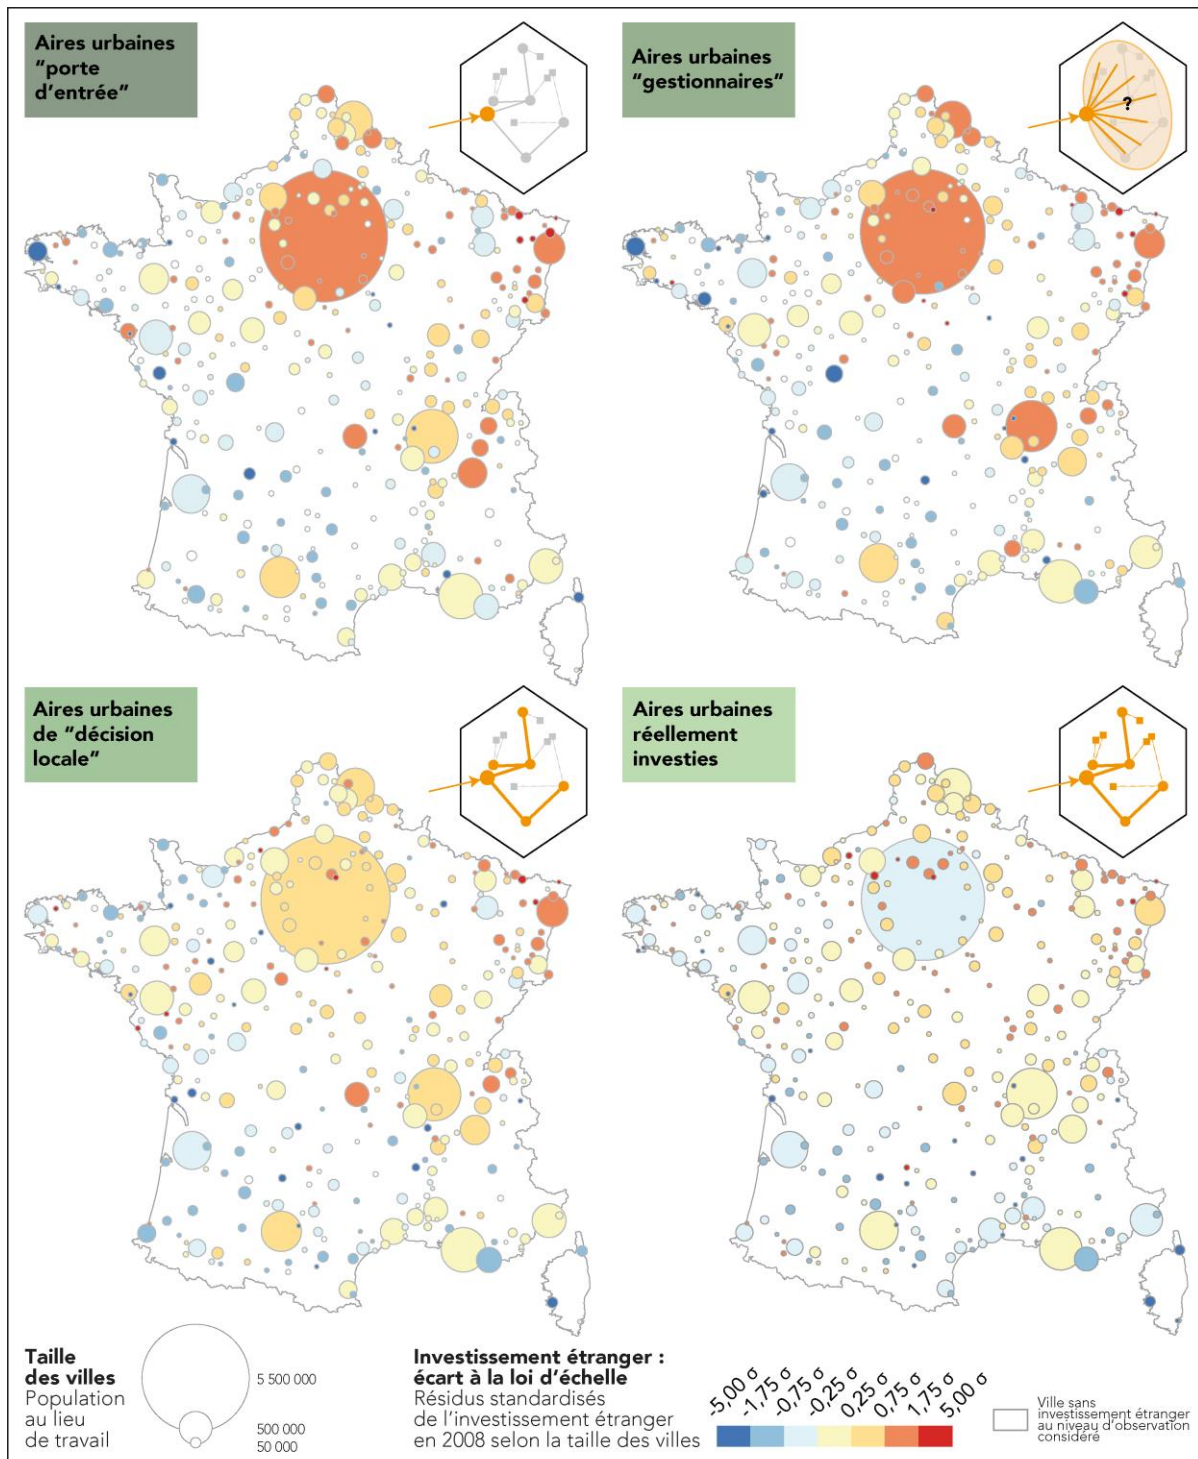 Aires urbaines
“porte
d’entrée”
Aires urbaines
“gestionnaires”
?
Aires urbaines
de “décision
locale”
Aires urbaines
réellement
investies
Taille
des villes
Population
au lieu
de travail
5 500 000
500 000
50 000
Investissement étranger :
écart à la loi d’échelle
Résidus standardisés
de l’investissement étranger
en 2008 selon la taille des villes
-5,00 σ
-1,75 σ
-0,75 σ
-0,25 σ
0,25 σ
0,75 σ
1,75 σ
5,00 σ
Ville sans
investissement étranger
au niveau d’observation
considéré